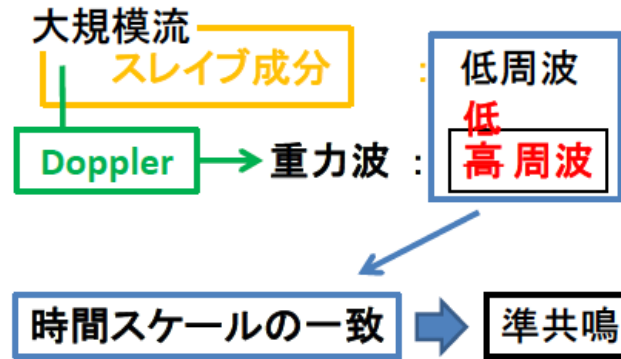 大規模流
スレイブ成分 : 低周波
低
Doppler 重力波 : 高周波
時間スケールの一致 準共鳴